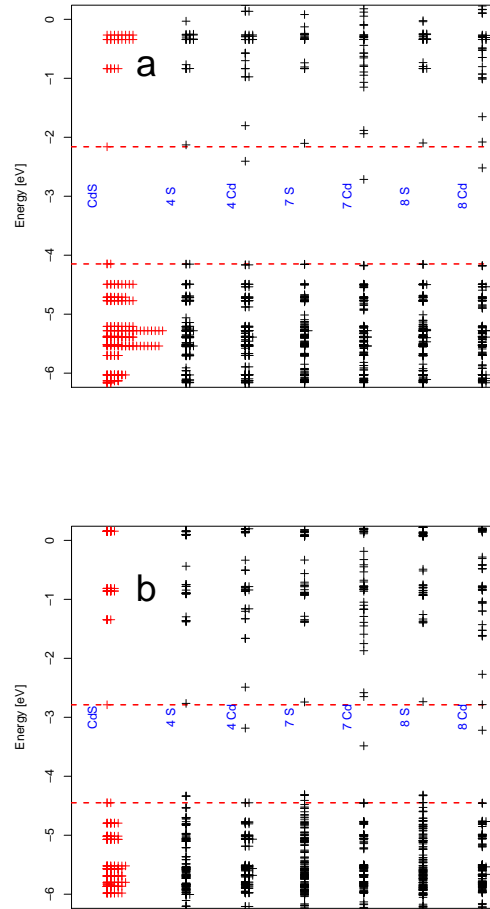 0
a
−1
−2
Energy [eV]
CdS
4 S
4 Cd
7 S
7 Cd
8 S
8 Cd
−3
−4
−5
−6
0
b
−1
−2
Energy [eV]
CdS
4 S
4 Cd
7 S
7 Cd
8 S
8 Cd
−3
−4
−5
−6